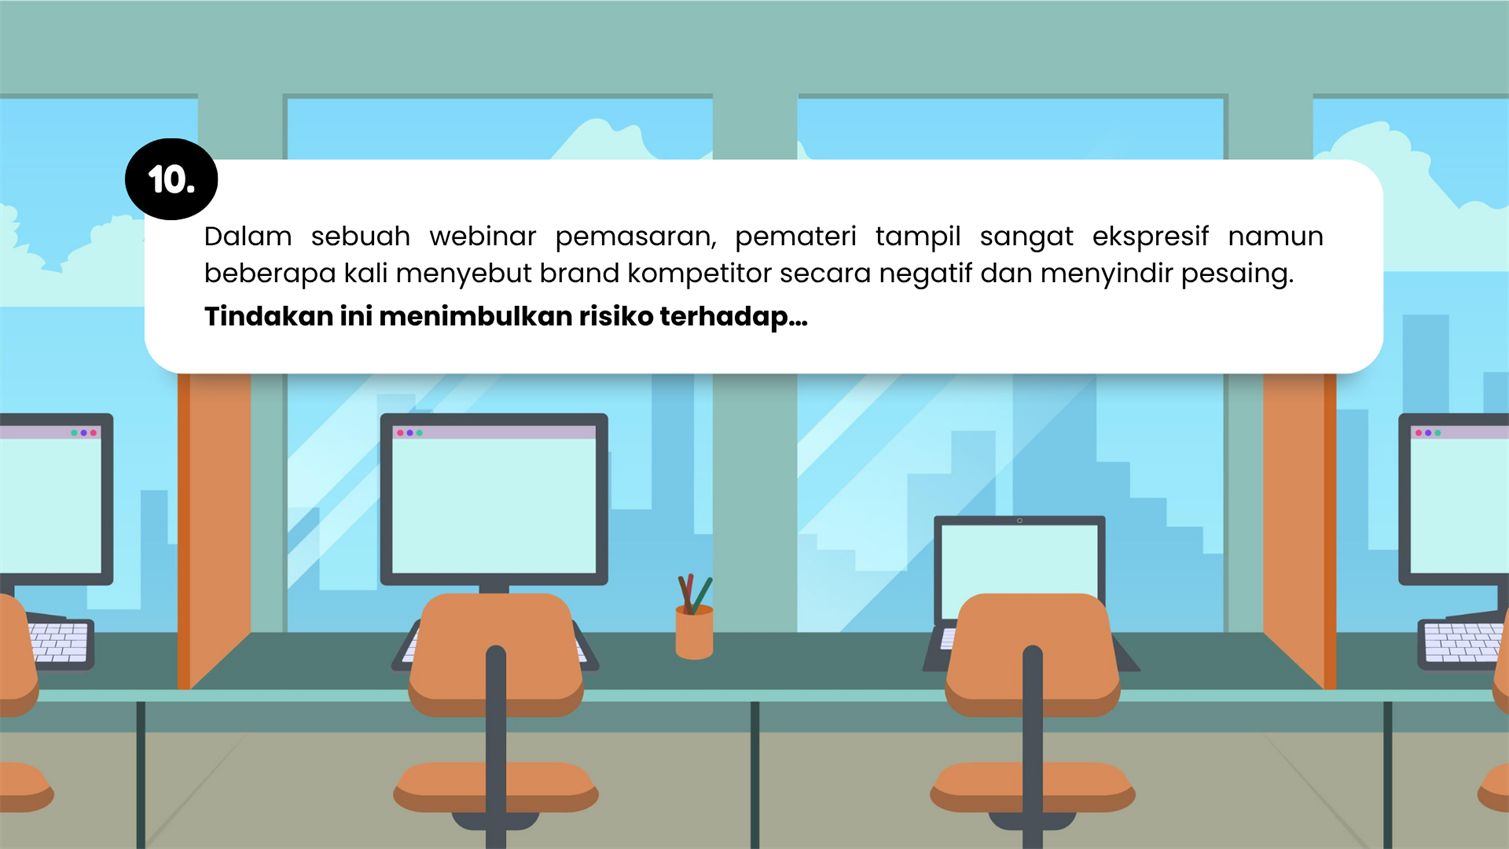 10.
Dalam sebuah webinar pemasaran, pemateri tampil sangat ekspresif namun
beberapa kali menyebut brand kompetitor secara negatif dan menyindir pesaing.
Tindakan ini menimbulkan risiko terhadap...